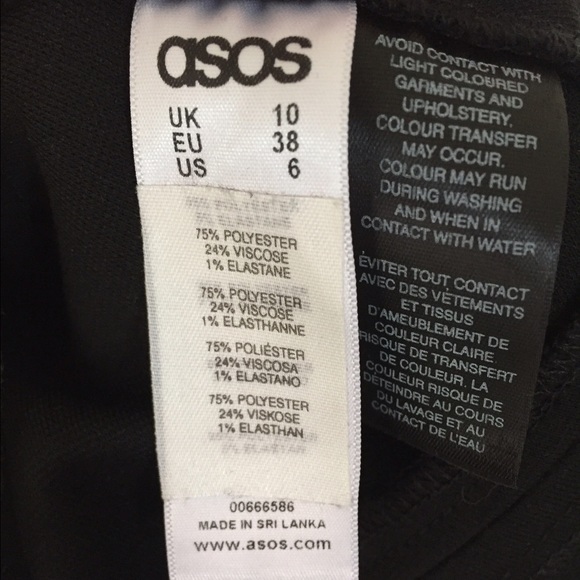 asos
UK 10
EU 38
US 6
75% POLYESTER
24% VISCOSE
1% ELASTANE
75% POLYESTER
24% VISCOSE
1% ELASTHANNE
75% POLIÉSTER
24% VISCOSA
1% ELASTANO
75% POLYESTER
24% VISKOSE
1% ELASTHAN
00666586
MADE IN SRI LANKA
www.asos.com
AVOID CONTACT WITH
LIGHT COLOURED
GARMENTS AND
UPHOLSTERY.
COLOUR TRANSFER
MAY OCCUR.
COLOUR MAY RUN
DURING WASHING
AND WHEN IN
CONTACT WITH WATER
ÉVITER TOUT CONTACT
AVEC DES VÊTEMENTS
ET TISSUS
D'AMEUBLEMENT DE
COULEUR CLAIRE.
RISQUE DE TRANSFERT
DE COULEUR. LA
COULEUR RISQUE DE
DÉTEINDRE AU COURS
DU LAVAGE ET AU
CONTACT DE L'EAU